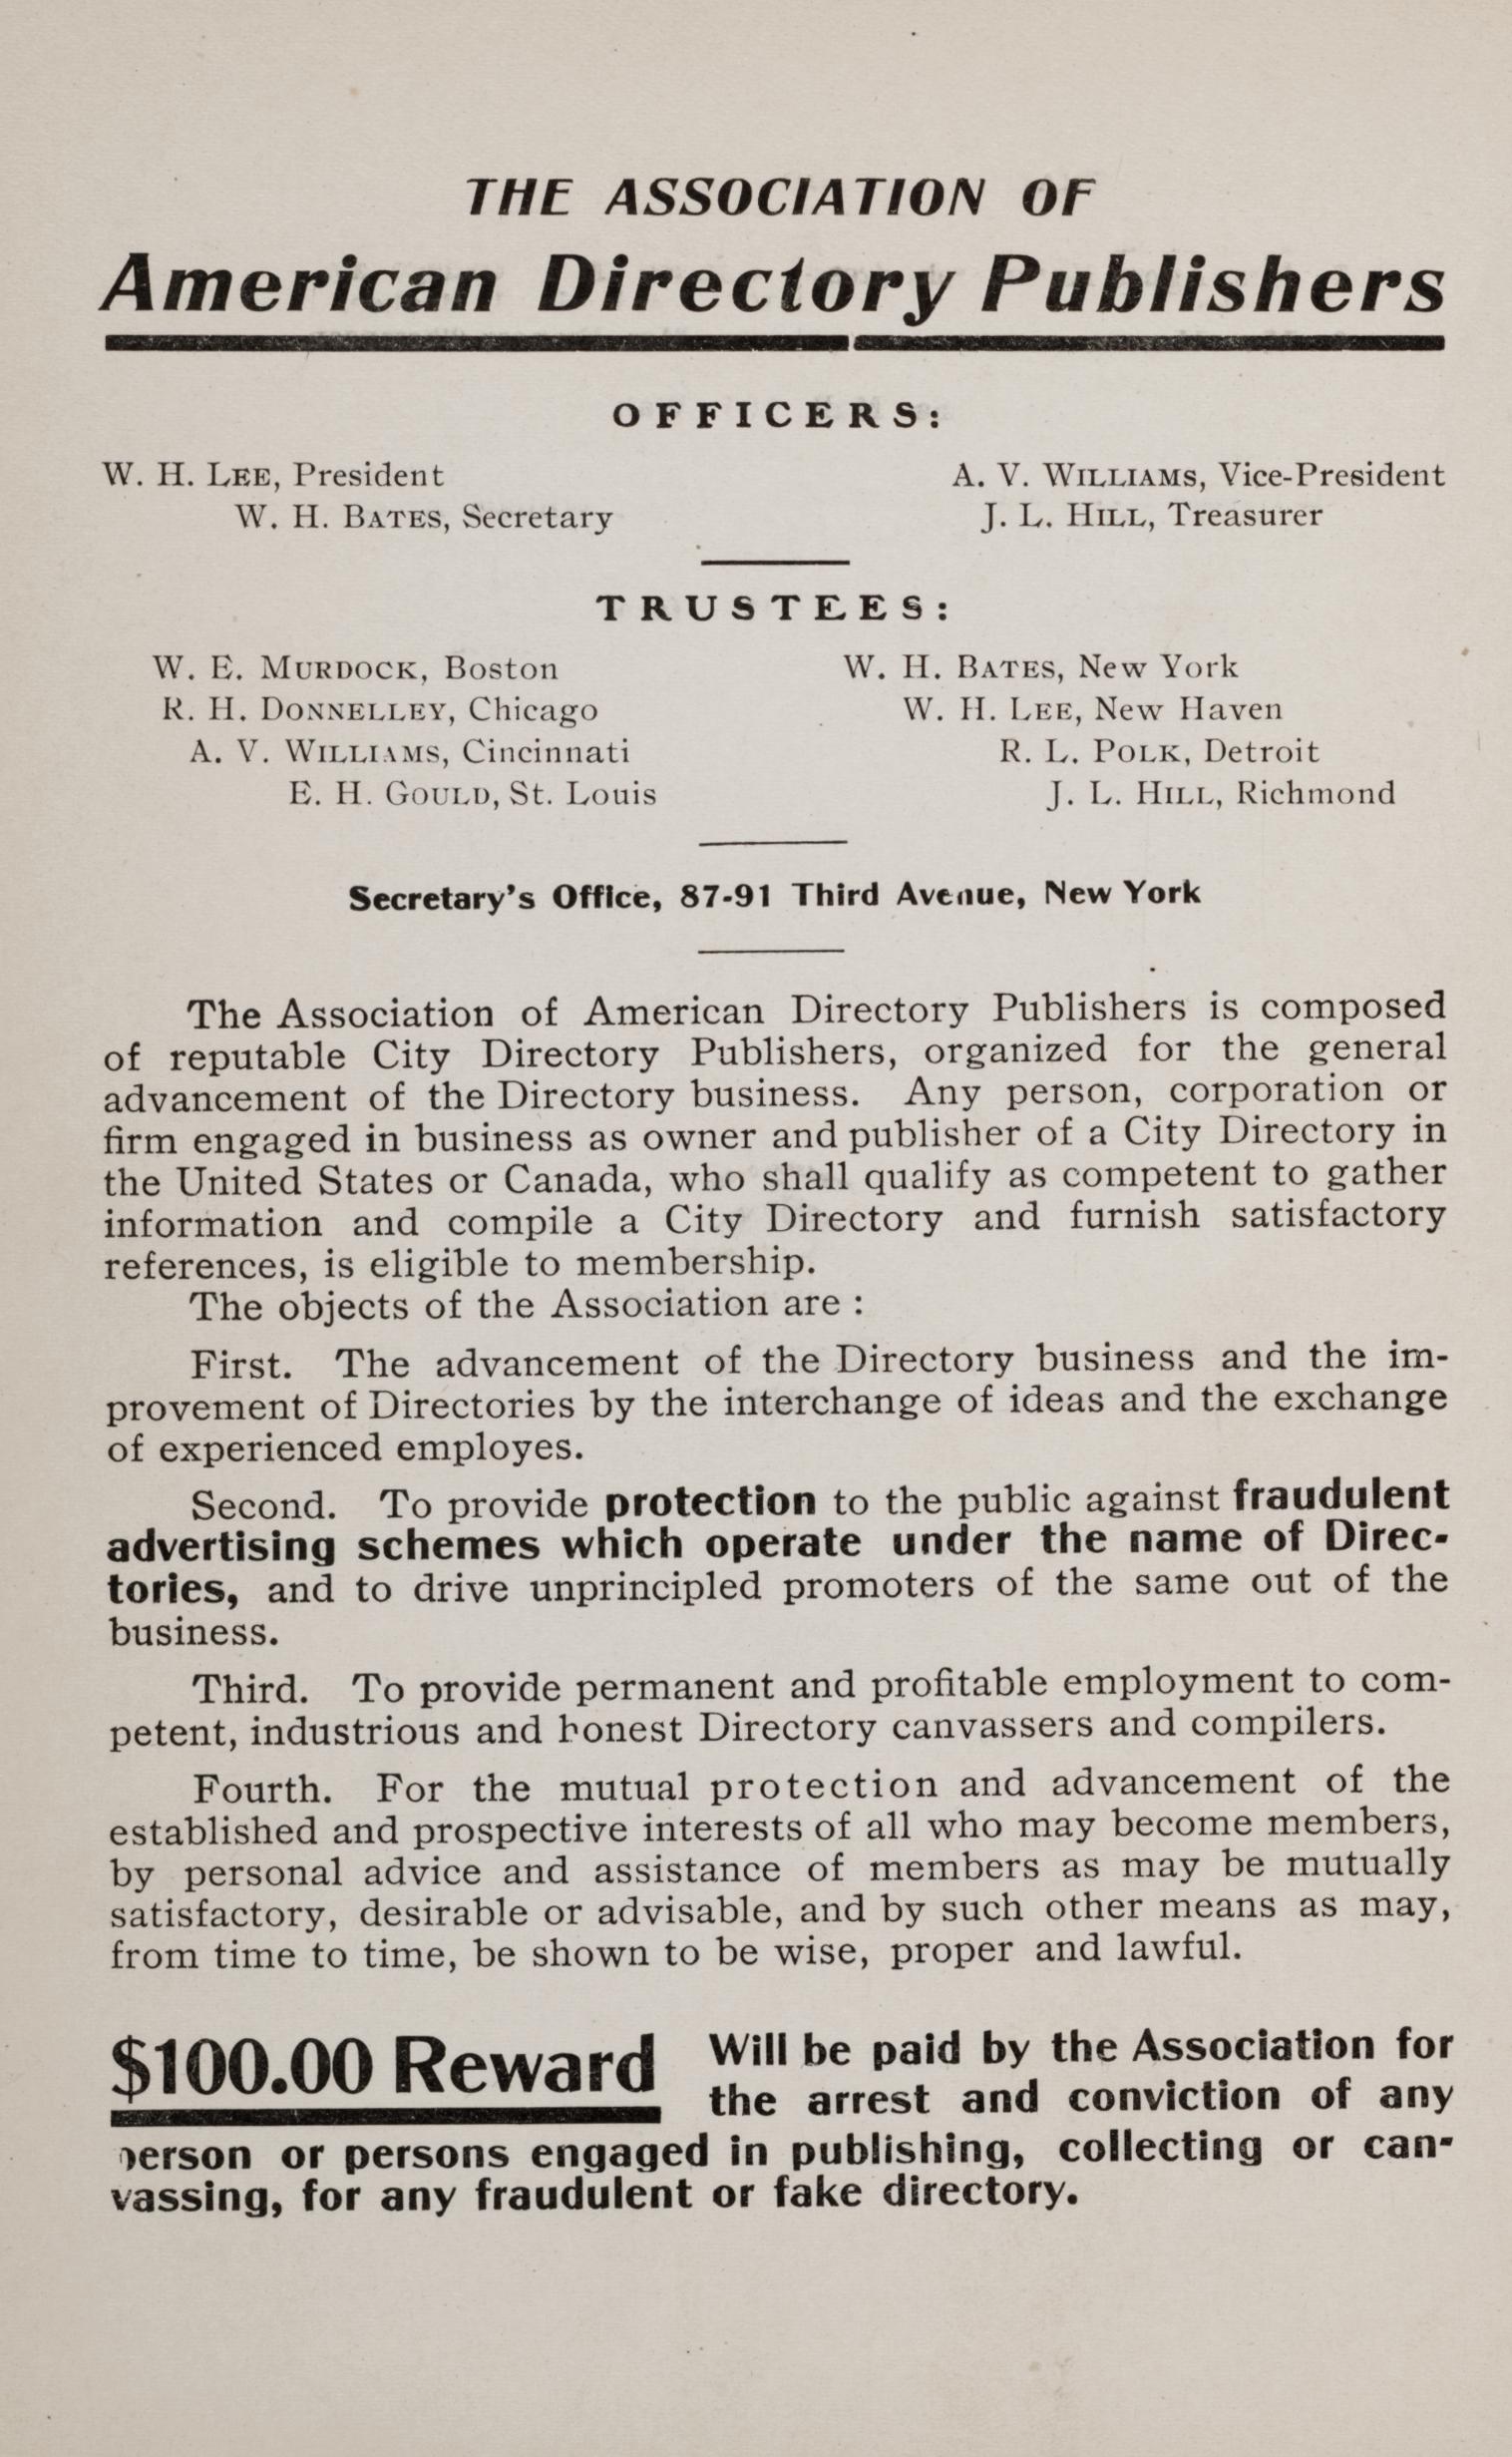 THE ASSOCIATION OF
American Directory Publishers
OFFICERS:
W. H. LEE, President
A. V. WILLIAMS, Vice-President
W. H. BATES, Secretary
J. L. HILL, Treasurer
TRUSTEES:
W. E. MURDOCK, Boston
W. H. BATES, New York
R. H. DONNELLEY, Chicago
W. H. LEE, New Haven
A. V. WILLIAMS, Cincinnati
R. L. POLK, Detroit
E. H. GOULD, St. Louis
J. L. HILL, Richmond
Secretary's Office, 87-91 Third Avenue, New York
The Association of American Directory Publishers is composed
of reputable City Directory Publishers, organized for the general
advancement of the Directory business. Any person, corporation or
firm engaged in business as owner and publisher of a City Directory in
the United States or Canada, who shall qualify as competent to gather
information and compile a City Directory and furnish satisfactory
references, is eligible to membership.
The objects of the Association are :
First. The advancement of the Directory business and the im-
provement of Directories by the interchange of ideas and the exchange
of experienced employes.
Second. To provide protection to the public against fraudulent
advertising schemes which operate under the name of Direc-
tories, and to drive unprincipled promoters of the same out of the
business.
Third. To provide permanent and profitable employment to com-
petent, industrious and honest Directory canvassers and compilers.
Fourth. For the mutual protection and advancement of the
established and prospective interests of all who may become members,
by personal advice and assistance of members as may be mutually
satisfactory, desirable or advisable, and by such other means as may,
from time to time, be shown to be wise, proper and lawful.
$100.00 Reward Will be paid by the Association for
the arrest and conviction of any
person or persons engaged in publishing, collecting or can-
vassing, for any fraudulent or fake directory.